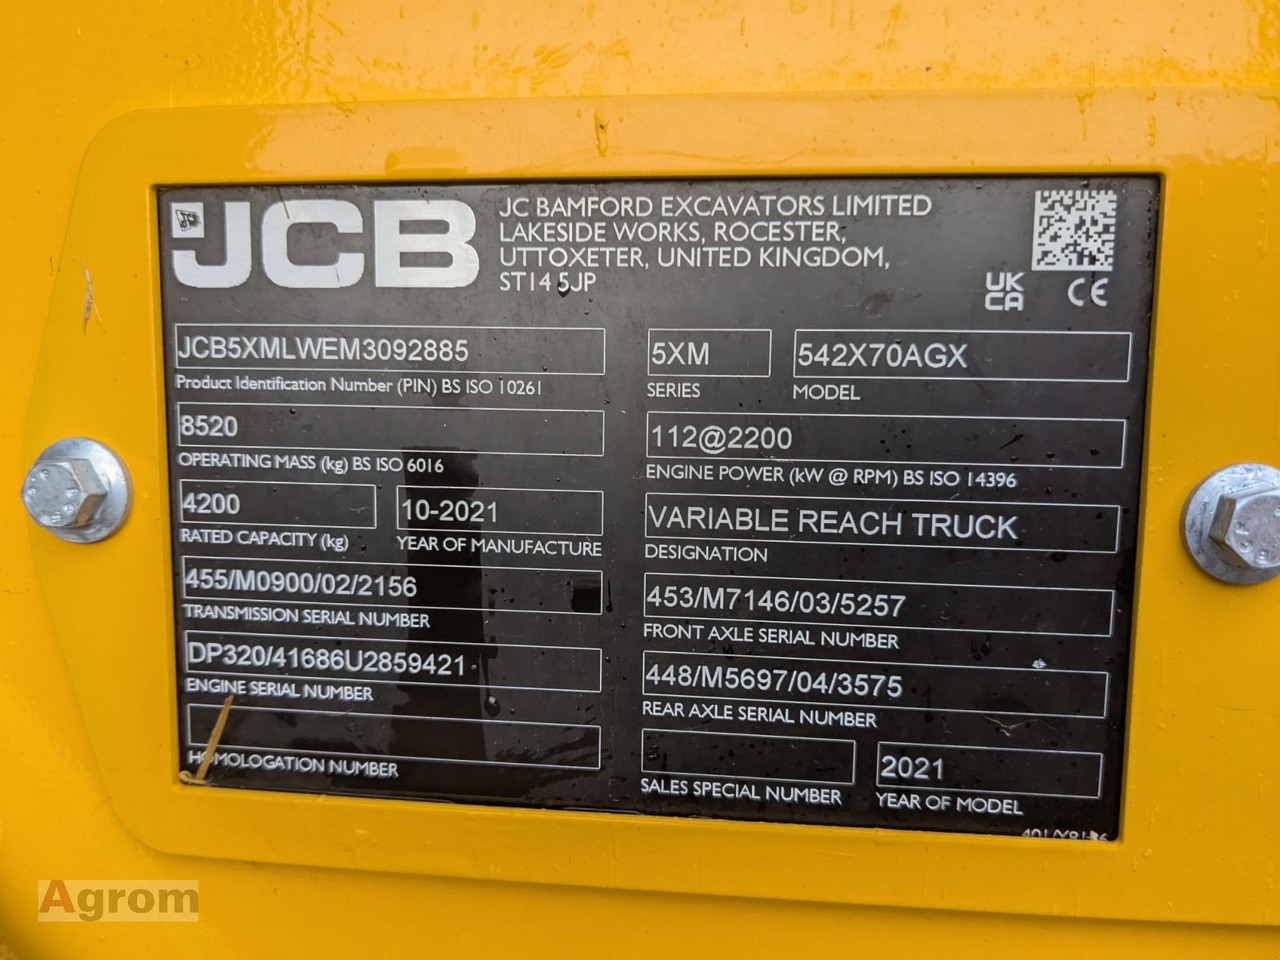 JCB
JC BAMFORD EXCAVATORS LIMITED
LAKESIDE WORKS, ROCESTER,
UTTOXETER, UNITED KINGDOM,
ST14 5JP
UK
CA
CE
JCB5XMLWEM3092885
Product Identification Number (PIN) BS ISO 10261
5XM
SERIES
542X70AGX
MODEL
8520
OPERATING MASS (kg) BS ISO 6016
112@2200
ENGINE POWER (kW @ RPM) BS ISO 14396
4200
RATED CAPACITY (kg)
10-2021
YEAR OF MANUFACTURE
VARIABLE REACH TRUCK
DESIGNATION
455/M0900/02/2156
TRANSMISSION SERIAL NUMBER
453/M7146/03/5257
FRONT AXLE SERIAL NUMBER
DP320/41686U2859421
ENGINE SERIAL NUMBER
448/M5697/04/3575
REAR AXLE SERIAL NUMBER
HOMOLOGATION NUMBER
SALES SPECIAL NUMBER
2021
YEAR OF MODEL
Agrom